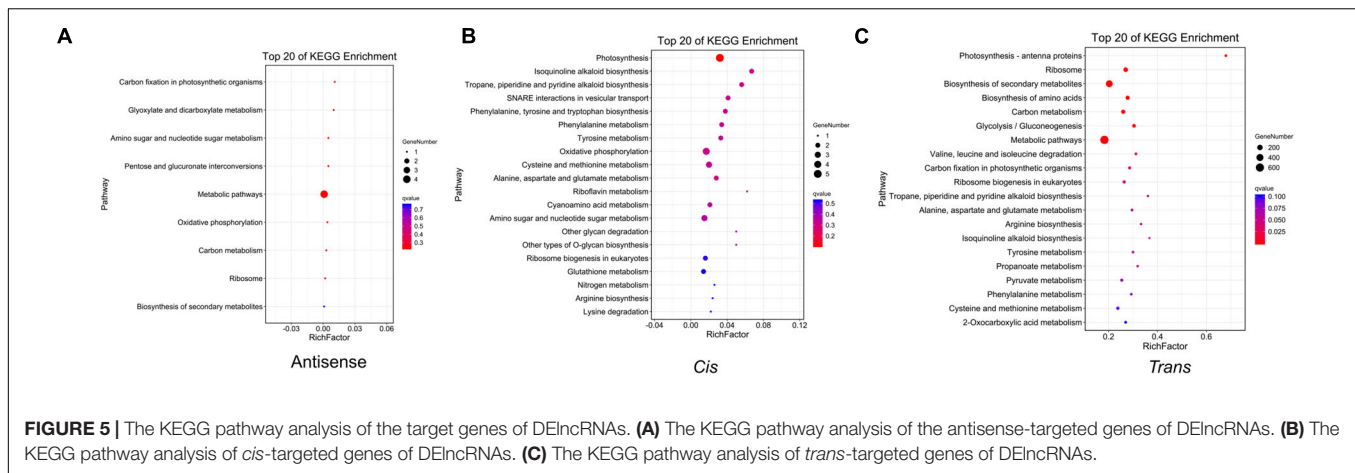 A
Top 20 of KEGG Enrichment
Carbon fixation in photosynthetic organisms
Glyoxylate and dicarboxylate metabolism
Amino sugar and nucleotide sugar metabolism
Pentose and glucuronate interconversions
Metabolic pathways
Oxidative phosphorylation
Carbon metabolism
Ribosome
Biosynthesis of secondary metabolites
Pathway
-0.03 0.00 0.03 0.06
RichFactor
GeneNumber
1
2
3
4
qvalue
0.7
0.6
0.5
0.4
0.3
Antisense
B
Top 20 of KEGG Enrichment
Photosynthesis
Isoquinoline alkaloid biosynthesis
Tropane, piperidine and pyridine alkaloid biosynthesis
SNARE interactions in vesicular transport
Phenylalanine, tyrosine and tryptophan biosynthesis
Phenylalanine metabolism
Tyrosine metabolism
Oxidative phosphorylation
Cysteine and methionine metabolism
Alanine, aspartate and glutamate metabolism
Riboflavin metabolism
Cyanoamino acid metabolism
Amino sugar and nucleotide sugar metabolism
Other glycan degradation
Other types of O-glycan biosynthesis
Ribosome biogenesis in eukaryotes
Glutathione metabolism
Nitrogen metabolism
Arginine biosynthesis
Lysine degradation
Pathway
-0.04 0.00 0.04 0.08 0.12
RichFactor
GeneNumber
1
2
3
4
5
qvalue
0.5
0.4
0.3
0.2
Cis
C
Top 20 of KEGG Enrichment
Photosynthesis - antenna proteins
Ribosome
Biosynthesis of secondary metabolites
Biosynthesis of amino acids
Carbon metabolism
Glycolysis / Gluconeogenesis
Metabolic pathways
Valine, leucine and isoleucine degradation
Carbon fixation in photosynthetic organisms
Ribosome biogenesis in eukaryotes
Tropane, piperidine and pyridine alkaloid biosynthesis
Alanine, aspartate and glutamate metabolism
Arginine biosynthesis
Isoquinoline alkaloid biosynthesis
Tyrosine metabolism
Propanoate metabolism
Pyruvate metabolism
Phenylalanine metabolism
Cysteine and methionine metabolism
2-Oxocarboxylic acid metabolism
Pathway
0.2 0.4 0.6
RichFactor
GeneNumber
200
400
600
qvalue
0.100
0.075
0.050
0.025
Trans
FIGURE 5 | The KEGG pathway analysis of the target genes of DElncRNAs. (A) The KEGG pathway analysis of the antisense-targeted genes of DElncRNAs. (B) The
KEGG pathway analysis of cis-targeted genes of DElncRNAs. (C) The KEGG pathway analysis of trans-targeted genes of DElncRNAs.